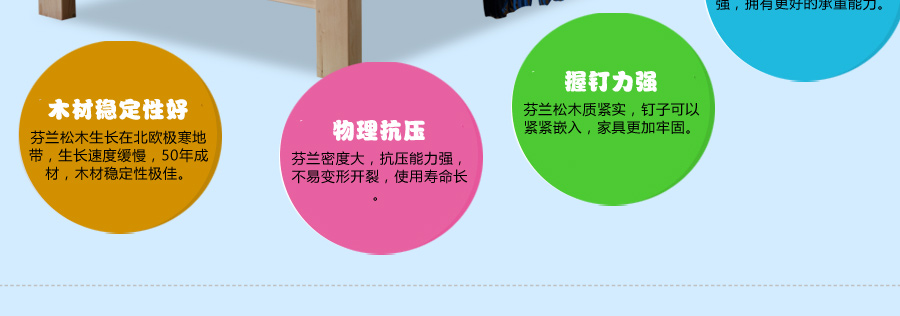 强，拥有更好的承重能力。
握钉力强
芬兰松木质紧实，钉子可以
紧紧嵌入，家具更加牢固。
木材稳定性好
芬兰松木生长在北欧极寒地
带，生长速度缓慢，50年成
材，木材稳定性极佳。
物理抗压
芬兰密度大，抗压能力强，
不易变形开裂，使用寿命长
。